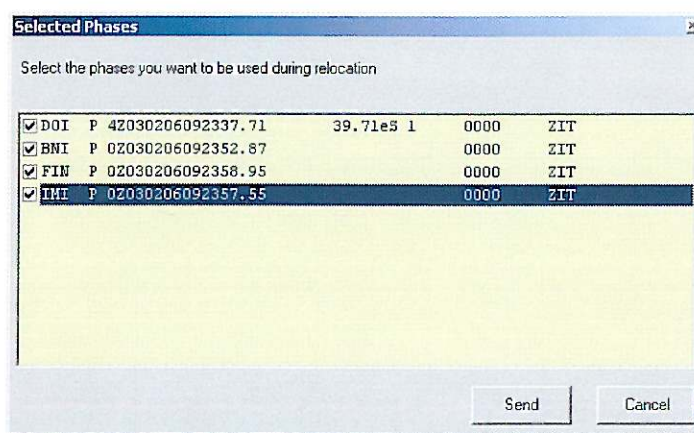 Selected Phases
Select the phases you want to be used during relocation
DOI P 4Z030206092337.71 39.71e5 1 0000 ZIT
BNI P 0Z030206092352.87 0000 ZIT
FIN P 0Z030206092358.95 0000 ZIT
IMI P 0Z030206092357.55 0000 ZIT
Send Cancel